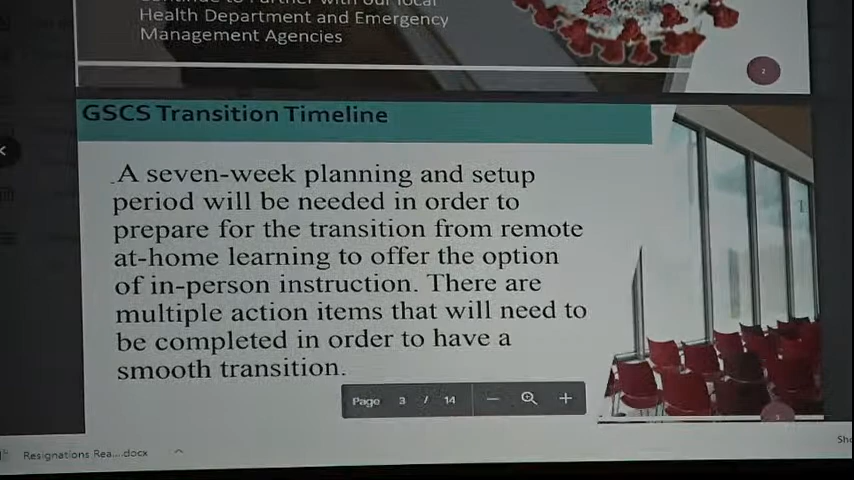 Health Department and Emergency
Management Agencies
2
GSCS Transition Timeline
A seven-week planning and setup
period will be needed in order to
prepare for the transition from remote
at-home learning to offer the option
of in-person instruction. There are
multiple action items that will need to
be completed in order to have a
smooth transition.
Page 3 / 14
3
Resignations Rea....docx